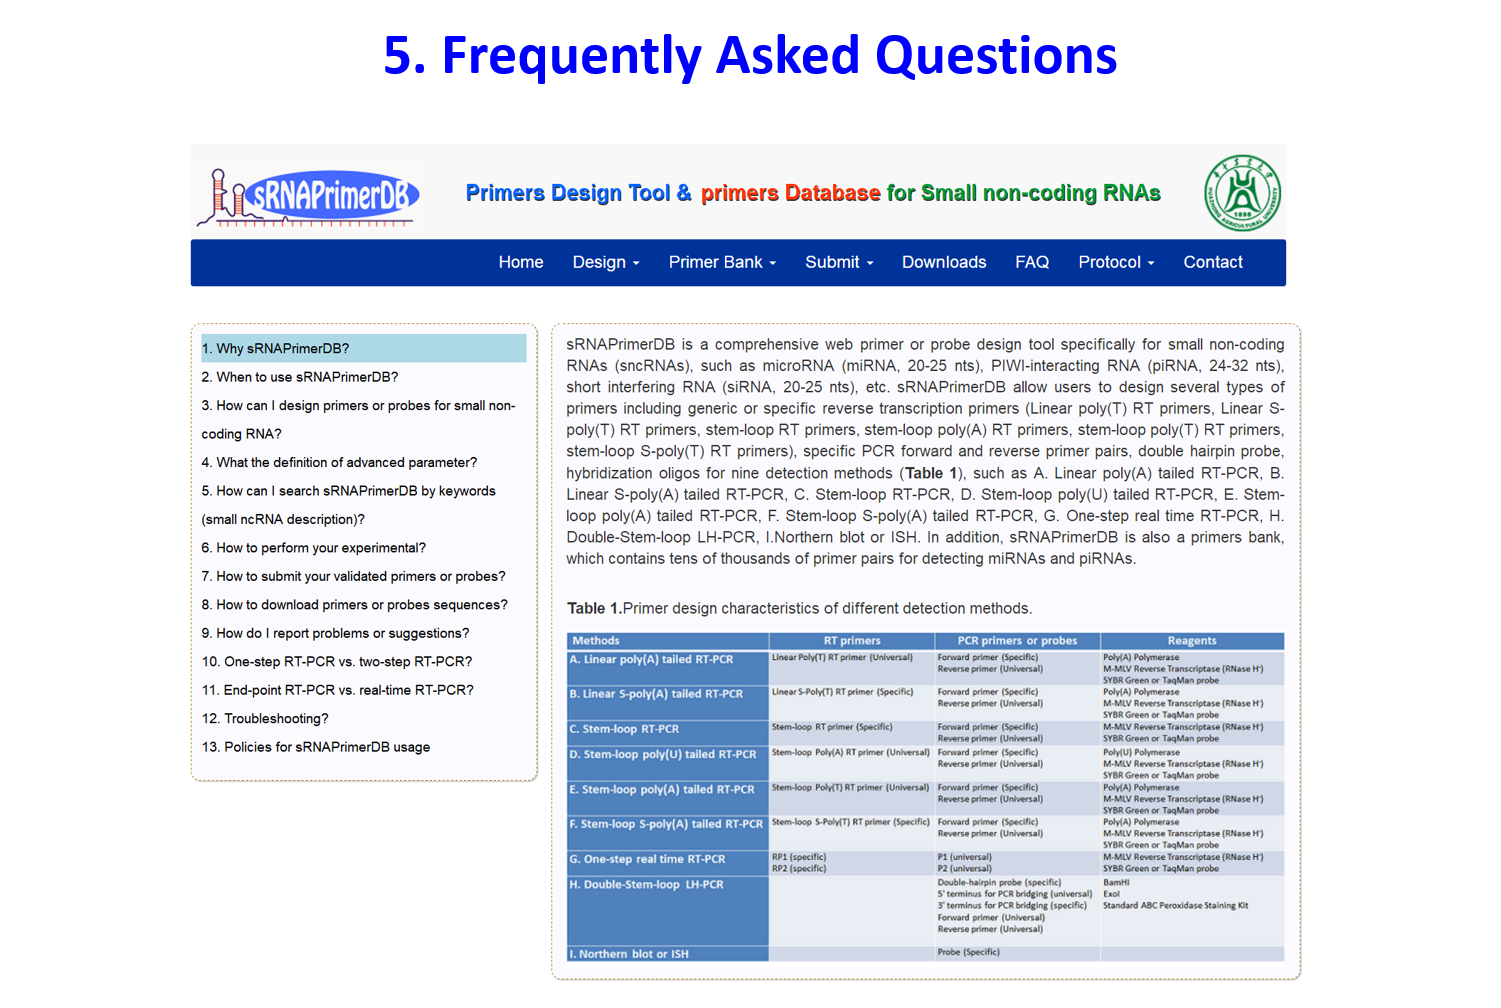 5. Frequently Asked Questions
sRNAPrimerDB
Primers Design Tool & primers Database for Small non-coding RNAs
HUAZHONG AGRICULTURAL UNIVERSITY
1898
Home Design Primer Bank Submit Downloads FAQ Protocol Contact
1. Why sRNAPrimerDB?
2. When to use sRNAPrimerDB?
3. How can I design primers or probes for small non-
coding RNA?
4. What the definition of advanced parameter?
5. How can I search sRNAPrimerDB by keywords
(small ncRNA description)?
6. How to perform your experimental?
7. How to submit your validated primers or probes?
8. How to download primers or probes sequences?
9. How do I report problems or suggestions?
10. One-step RT-PCR vs. two-step RT-PCR?
11. End-point RT-PCR vs. real-time RT-PCR?
12. Troubleshooting?
13. Policies for sRNAPrimerDB usage
sRNAPrimerDB is a comprehensive web primer or probe design tool specifically for small non-coding
RNAs (sncRNAs), such as microRNA (miRNA, 20-25 nts), PIWI-interacting RNA (piRNA, 24-32 nts),
short interfering RNA (siRNA, 20-25 nts), etc. sRNAPrimerDB allow users to design several types of
primers including generic or specific reverse transcription primers (Linear poly(T) RT primers, Linear S-
poly(T) RT primers, stem-loop RT primers, stem-loop poly(A) RT primers, stem-loop poly(T) RT primers,
stem-loop S-poly(T) RT primers), specific PCR forward and reverse primer pairs, double hairpin probe,
hybridization oligos for nine detection methods (Table 1), such as A. Linear poly(A) tailed RT-PCR, B.
Linear S-poly(A) tailed RT-PCR, C. Stem-loop RT-PCR, D. Stem-loop poly(U) tailed RT-PCR, E. Stem-
loop poly(A) tailed RT-PCR, F. Stem-loop S-poly(A) tailed RT-PCR, G. One-step real time RT-PCR, H.
Double-Stem-loop LH-PCR, I.Northern blot or ISH. In addition, sRNAPrimerDB is also a primers bank,
which contains tens of thousands of primer pairs for detecting miRNAs and piRNAs.
Table 1.Primer design characteristics of different detection methods.
Methods RT primers PCR primers or probes Reagents
A. Linear poly(A) tailed RT-PCR Linear Poly(T) RT primer (Universal) Forward primer (Specific) Poly(A) Polymerase
Reverse primer (Universal) M-MLV Reverse Transcriptase (RNase H-)
SYBR Green or TaqMan probe
B. Linear S-poly(A) tailed RT-PCR Linear S-Poly(T) RT primer (Specific) Forward primer (Specific) Poly(A) Polymerase
Reverse primer (Universal) M-MLV Reverse Transcriptase (RNase H-)
SYBR Green or TaqMan probe
C. Stem-loop RT-PCR Stem-loop RT primer (Specific) Forward primer (Specific) M-MLV Reverse Transcriptase (RNase H-)
Reverse primer (Universal) SYBR Green or TaqMan probe
D. Stem-loop poly(U) tailed RT-PCR Stem-loop Poly(A) RT primer (Universal) Forward primer (Specific) Poly(U) Polymerase
Reverse primer (Universal) M-MLV Reverse Transcriptase (RNase H-)
SYBR Green or TaqMan probe
E. Stem-loop poly(A) tailed RT-PCR Stem-loop Poly(T) RT primer (Universal) Forward primer (Specific) Poly(A) Polymerase
Reverse primer (Universal) M-MLV Reverse Transcriptase (RNase H-)
SYBR Green or TaqMan probe
F. Stem-loop S-poly(A) tailed RT-PCR Stem-loop S-Poly(T) RT primer (Specific) Forward primer (Specific) Poly(A) Polymerase
Reverse primer (Universal) M-MLV Reverse Transcriptase (RNase H-)
SYBR Green or TaqMan probe
G. One-step real time RT-PCR RP1 (specific) P1 (universal) M-MLV Reverse Transcriptase (RNase H-)
RP2 (specific) P2 (universal) SYBR Green or TaqMan probe
H. Double-Stem-loop LH-PCR Double-hairpin probe (specific) BamHI
5' terminus for PCR bridging (universal) ExoI
3' terminus for PCR bridging (specific) Standard ABC Peroxidase Staining Kit
Forward primer (Universal)
Reverse primer (Universal)
I. Northern blot or ISH Probe (Specific)